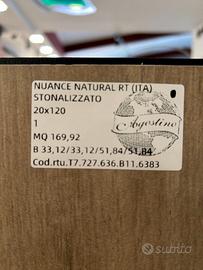 NUANCE NATURAL RT (ITA)
STONALIZZATO
20x120
1
MQ 169,92
B 33,12/33,12/51,84/51,84
Cod.rtu.T7.727.636.B11.6383
Agostino
subito